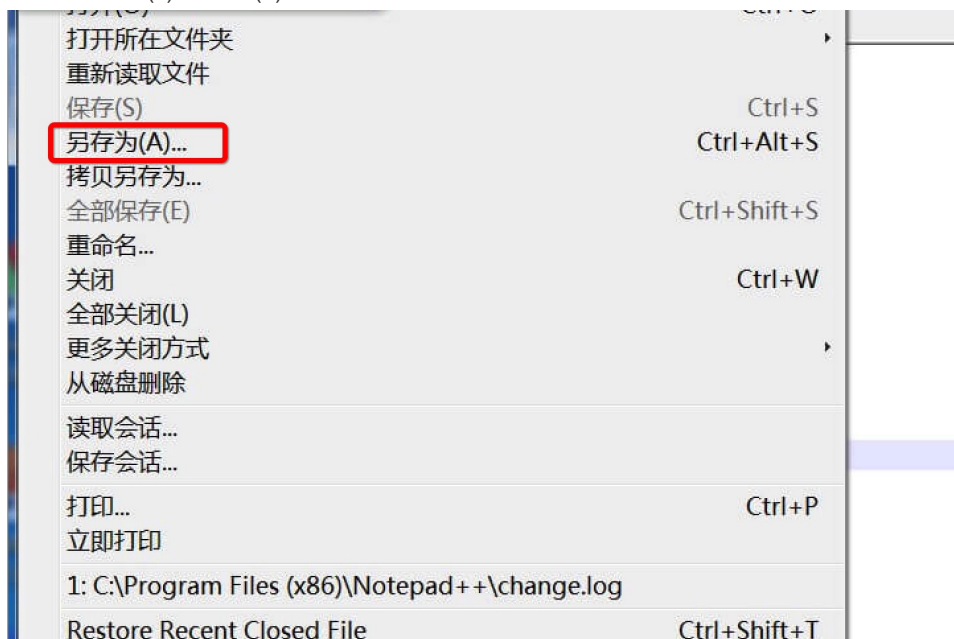 打开所在文件夹
重新读取文件
保存(S) Ctrl+S
另存为(A)... Ctrl+Alt+S
拷贝另存为...
全部保存(E) Ctrl+Shift+S
重命名...
关闭 Ctrl+W
全部关闭(L)
更多关闭方式
从磁盘删除
读取会话...
保存会话...
打印... Ctrl+P
立即打印
1: C:\Program Files (x86)\Notepad++\change.log
Restore Recent Closed File Ctrl+Shift+T